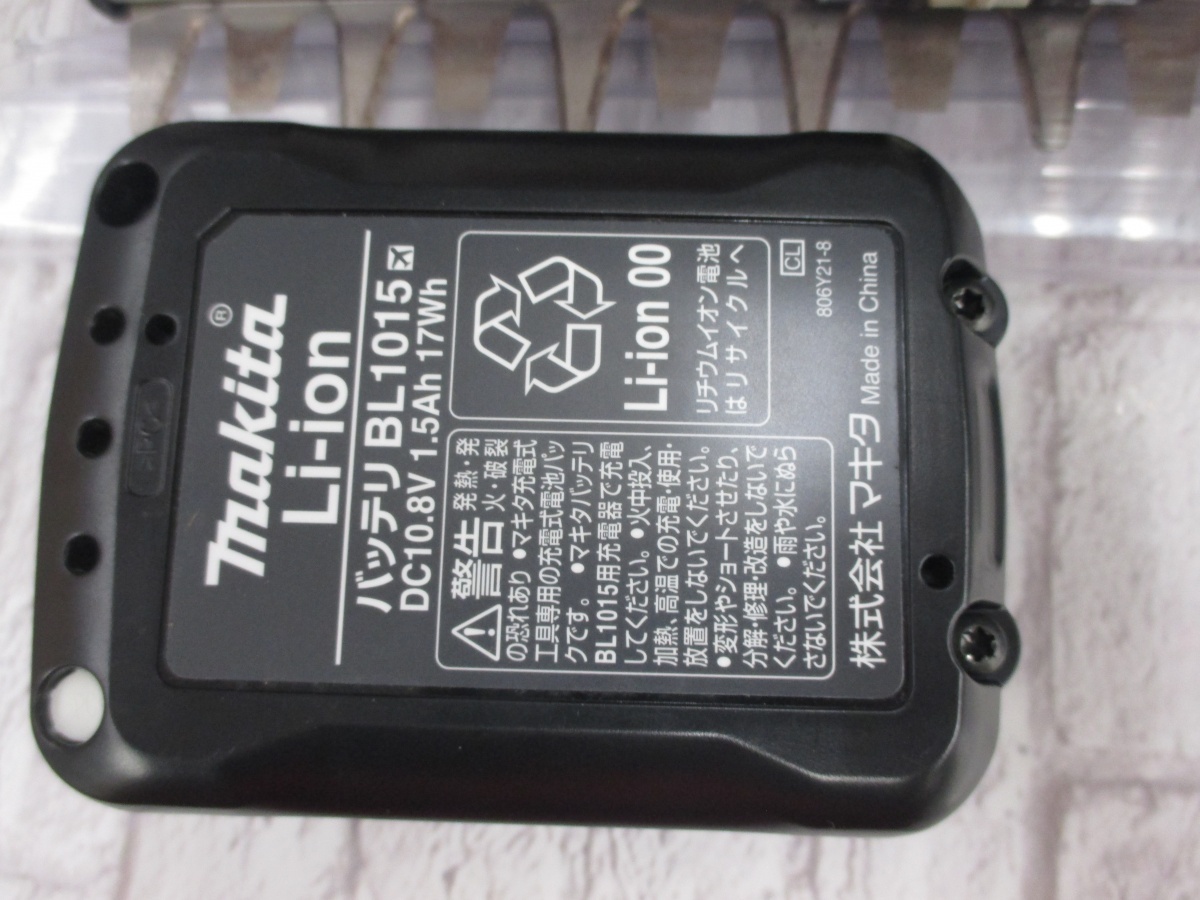 makita®
Li-ion
バッテリ BL1015
DC10.8V 1.5Ah 17Wh
警告 発熱・発
火・破裂
の恐れあり ●マキタ充電式
工具専用の充電式電池パッ
クです。 ●マキタバッテリ
BL1015用充電器で充電
してください。●火中投入、
加熱、高温での充電・使用・
放置をしないでください。
●変形やショートさせたり、
分解・修理・改造をしないで
ください。 ●雨や水にぬら
さないでください。
Li-ion 00
リチウムイオン電池
はリサイクルへ
CL
806Y21-8
株式会社 マキタ Made in China
>PC<